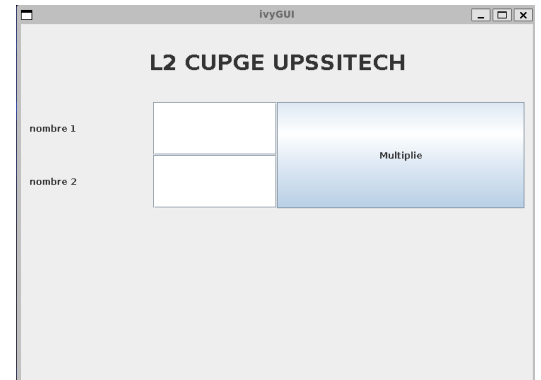 ivyGUI
L2 CUPGE UPSSITECH
nombre 1
Multiplie
nombre 2